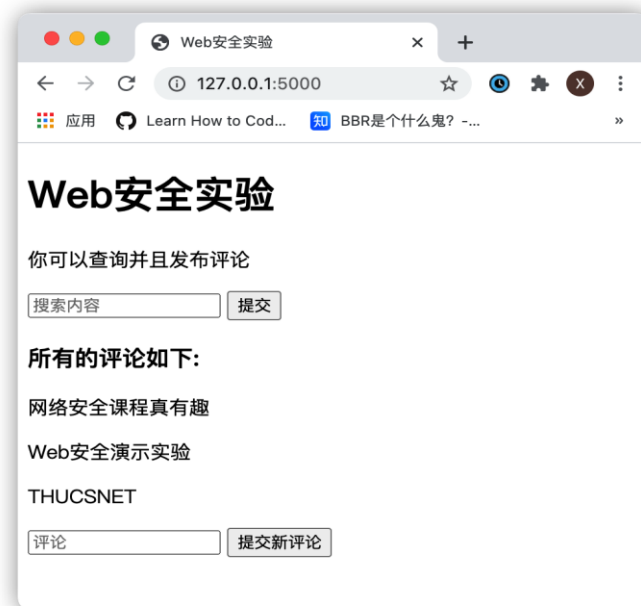 Web安全实验
127.0.0.1:5000
X
应用 Learn How to Cod... 知 BBR是个什么鬼? -... »
Web安全实验
你可以查询并且发布评论
搜索内容 提交
所有的评论如下:
网络安全课程真有趣
Web安全演示实验
THUCSNET
评论 提交新评论